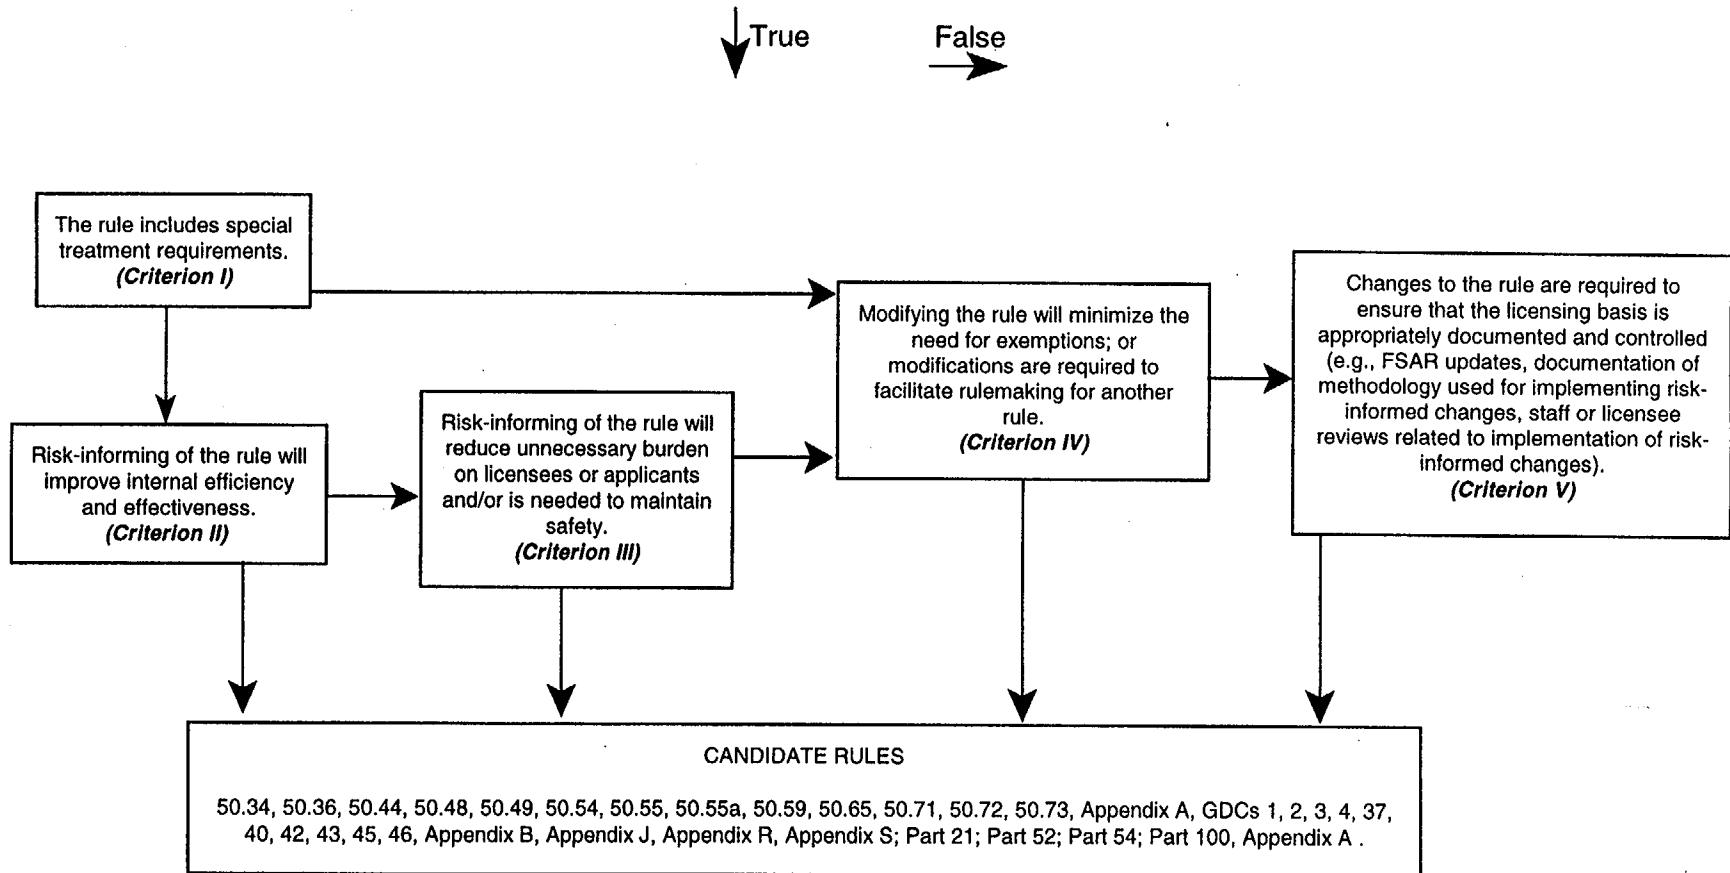 True
False
The rule includes special
treatment requirements.
(Criterion I)
Risk-informing of the rule will
improve internal efficiency
and effectiveness.
(Criterion II)
Risk-informing of the rule will
reduce unnecessary burden
on licensees or applicants
and/or is needed to maintain
safety.
(Criterion III)
Modifying the rule will minimize the
need for exemptions; or
modifications are required to
facilitate rulemaking for another
rule.
(Criterion IV)
Changes to the rule are required to
ensure that the licensing basis is
appropriately documented and controlled
(e.g., FSAR updates, documentation of
methodology used for implementing risk-
informed changes, staff or licensee
reviews related to implementation of risk-
informed changes).
(Criterion V)
CANDIDATE RULES
50.34, 50.36, 50.44, 50.48, 50.49, 50.54, 50.55, 50.55a, 50.59, 50.65, 50.71, 50.72, 50.73, Appendix A, GDCs 1, 2, 3, 4, 37,
40, 42, 43, 45, 46, Appendix B, Appendix J, Appendix R, Appendix S; Part 21; Part 52; Part 54; Part 100, Appendix A .